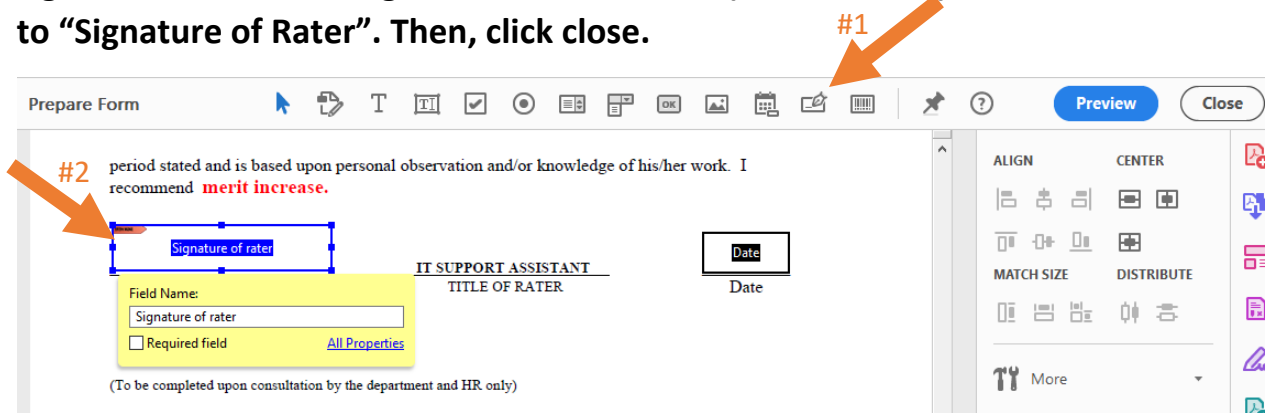 to “Signature of Rater”. Then, click close.
#1
Prepare Form T TI OK Preview Close
#2
period stated and is based upon personal observation and/or knowledge of his/her work. I
recommend merit increase.
Signature of rater
Date
IT SUPPORT ASSISTANT
TITLE OF RATER
Date
Field Name:
Signature of rater
Required field All Properties
(To be completed upon consultation by the department and HR only)
ALIGN CENTER
MATCH SIZE DISTRIBUTE
More